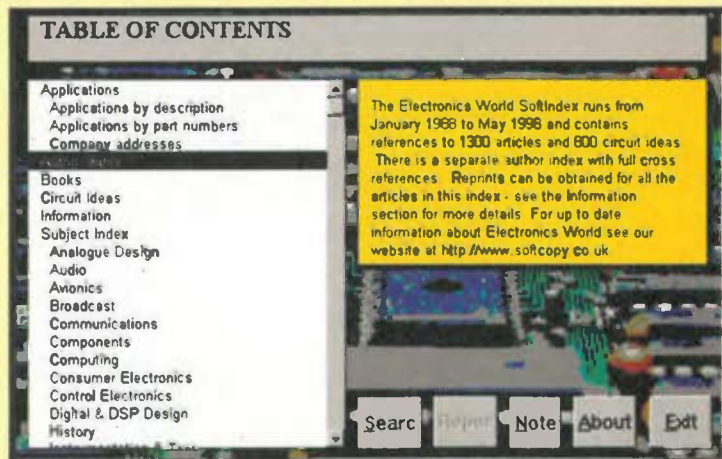 TABLE OF CONTENTS
Applications
Applications by description
Applications by part numbers
Company addresses
Books
Circuit Ideas
Information
Subject Index
Analogue Design
Audio
Avionics
Broadcast
Communications
Components
Computing
Consumer Electronics
Control Electronics
Digital & DSP Design
History
The Electronics World SoftIndex runs from
January 1988 to May 1998 and contains
references to 1300 articles and 800 circuit ideas
There is a separate author index with full cross
references Reprints can be obtained for all the
articles in this index - see the Information
section for more details For up to date
information about Electronics World see our
website at http://www.softcopy.co.uk
Searc
Note
About
Exit